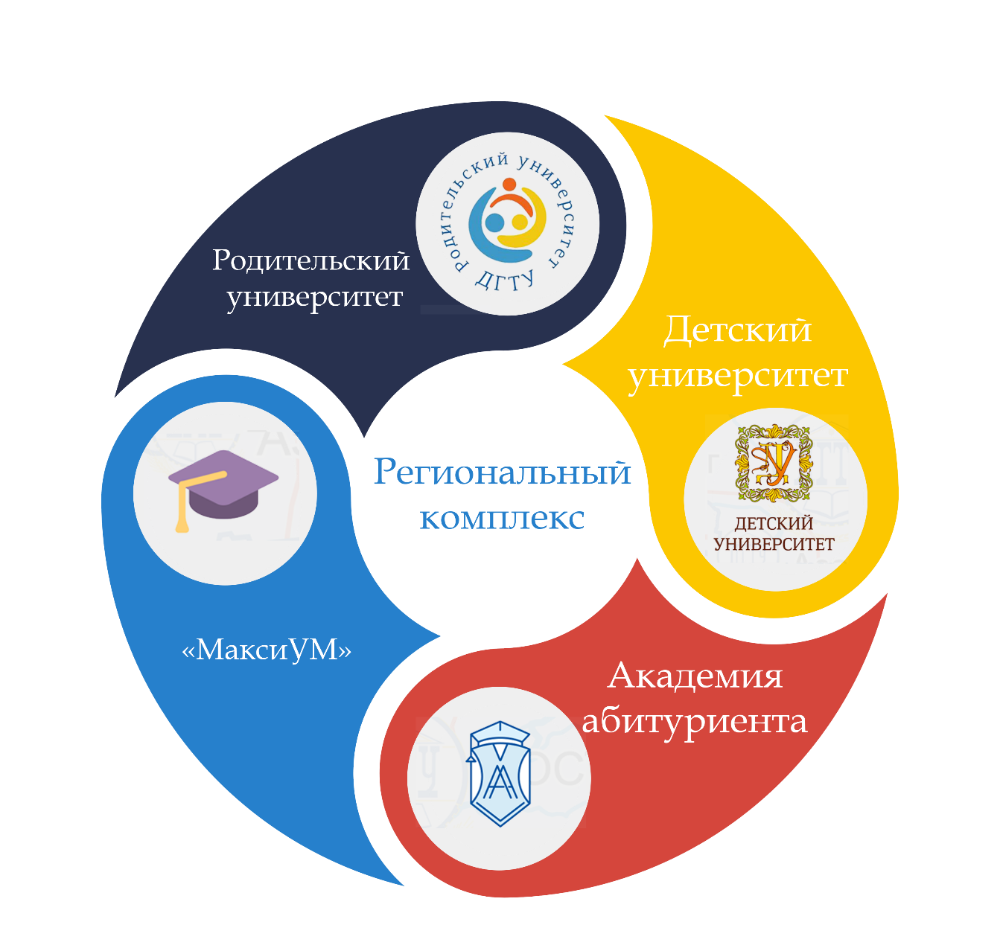 Родительский университет
ДГТУ
Родительский
университет
Детский
университет
ДЕТСКИЙ
УНИВЕРСИТЕТ
Региональный
комплекс
«МаксиУМ»
Академия
абитуриента